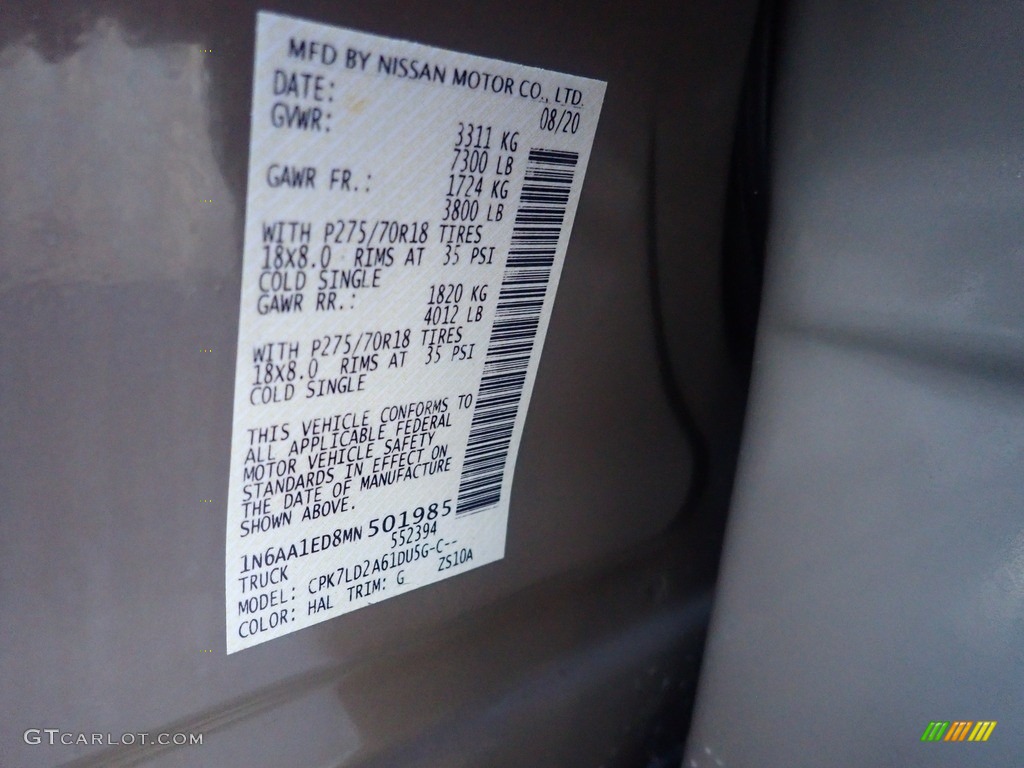 MFD BY NISSAN MOTOR CO., LTD.
DATE: 08/20
GVWR: 3311 KG
7300 LB
GAWR FR.: 1724 KG
3800 LB
WITH P275/70R18 TIRES
18X8.0 RIMS AT 35 PSI
COLD SINGLE
GAWR RR.: 1820 KG
4012 LB
WITH P275/70R18 TIRES
18X8.0 RIMS AT 35 PSI
COLD SINGLE
THIS VEHICLE CONFORMS TO
ALL APPLICABLE FEDERAL
MOTOR VEHICLE SAFETY
STANDARDS IN EFFECT ON
THE DATE OF MANUFACTURE
SHOWN ABOVE.
1N6AA1ED8MN 501985
TRUCK 552394
MODEL: CPK7LD2A61DU5G-C--
COLOR: HAL TRIM: G ZS10A
GTCARLOT.COM